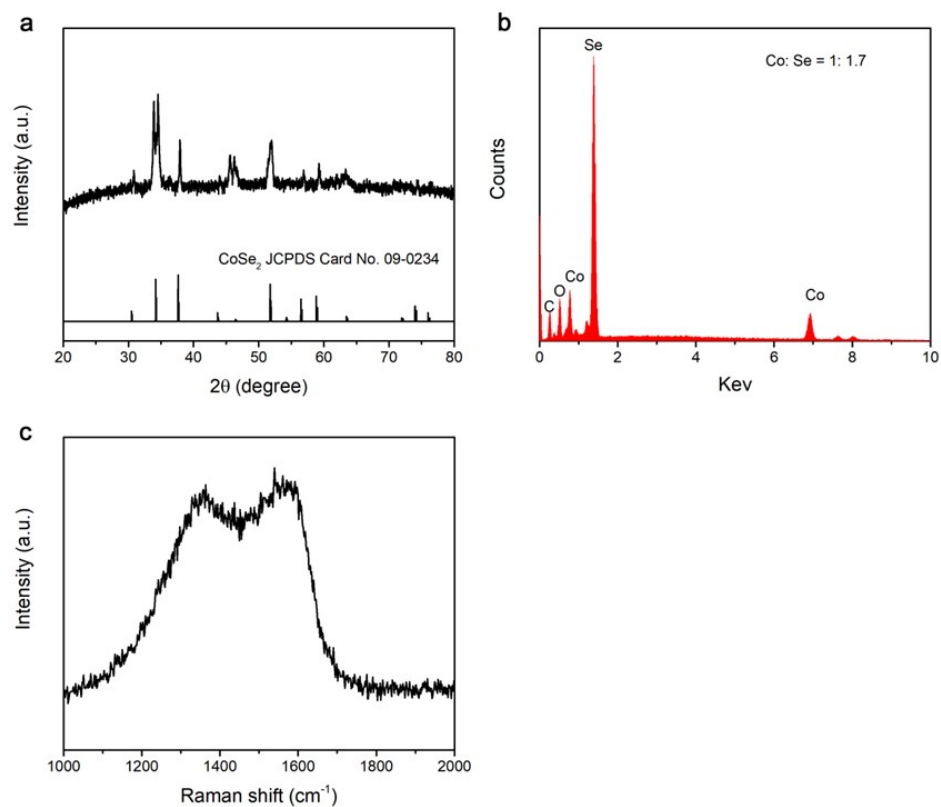 a
Intensity (a.u.)
CoSe₂ JCPDS Card No. 09-0234
20 30 40 50 60 70 80
2θ (degree)
b
Counts
Se
Co: Se = 1: 1.7
C
O
Co
Co
0 2 4 6 8 10
Kev
c
Intensity (a.u.)
1000 1200 1400 1600 1800 2000
Raman shift (cm⁻¹)